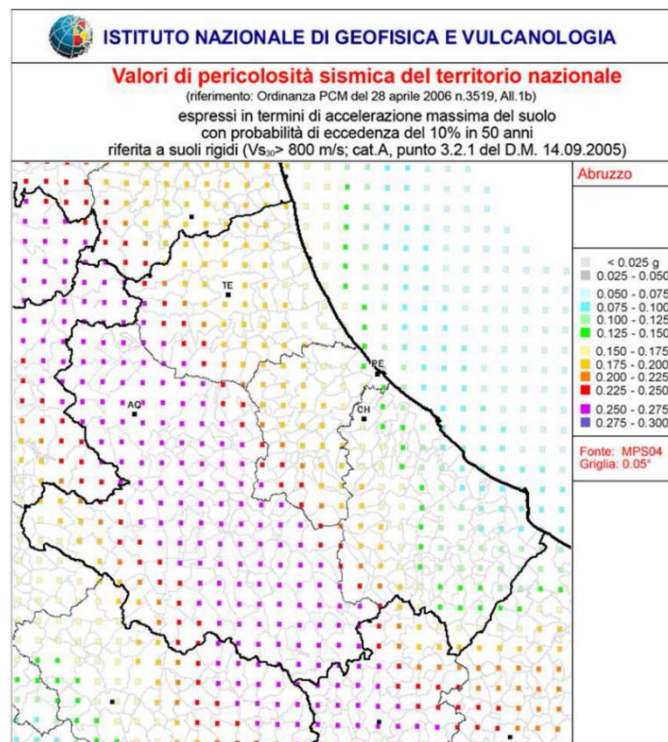 ISTITUTO NAZIONALE DI GEOFISICA E VULCANOLOGIA
Valori di pericolosità sismica del territorio nazionale
(riferimento: Ordinanza PCM del 28 aprile 2006 n.3519, All.1b)
espressi in termini di accelerazione massima del suolo
con probabilità di eccedenza del 10% in 50 anni
riferita a suoli rigidi (Vs₃₀> 800 m/s; cat.A, punto 3.2.1 del D.M. 14.09.2005)
Abruzzo
< 0.025 g
0.025 - 0.050
0.050 - 0.075
0.075 - 0.100
0.100 - 0.125
0.125 - 0.150
0.150 - 0.175
0.175 - 0.200
0.200 - 0.225
0.225 - 0.250
0.250 - 0.275
0.275 - 0.300
Fonte: MPS04
Griglia: 0.05°
TE
PE
AQ
CH